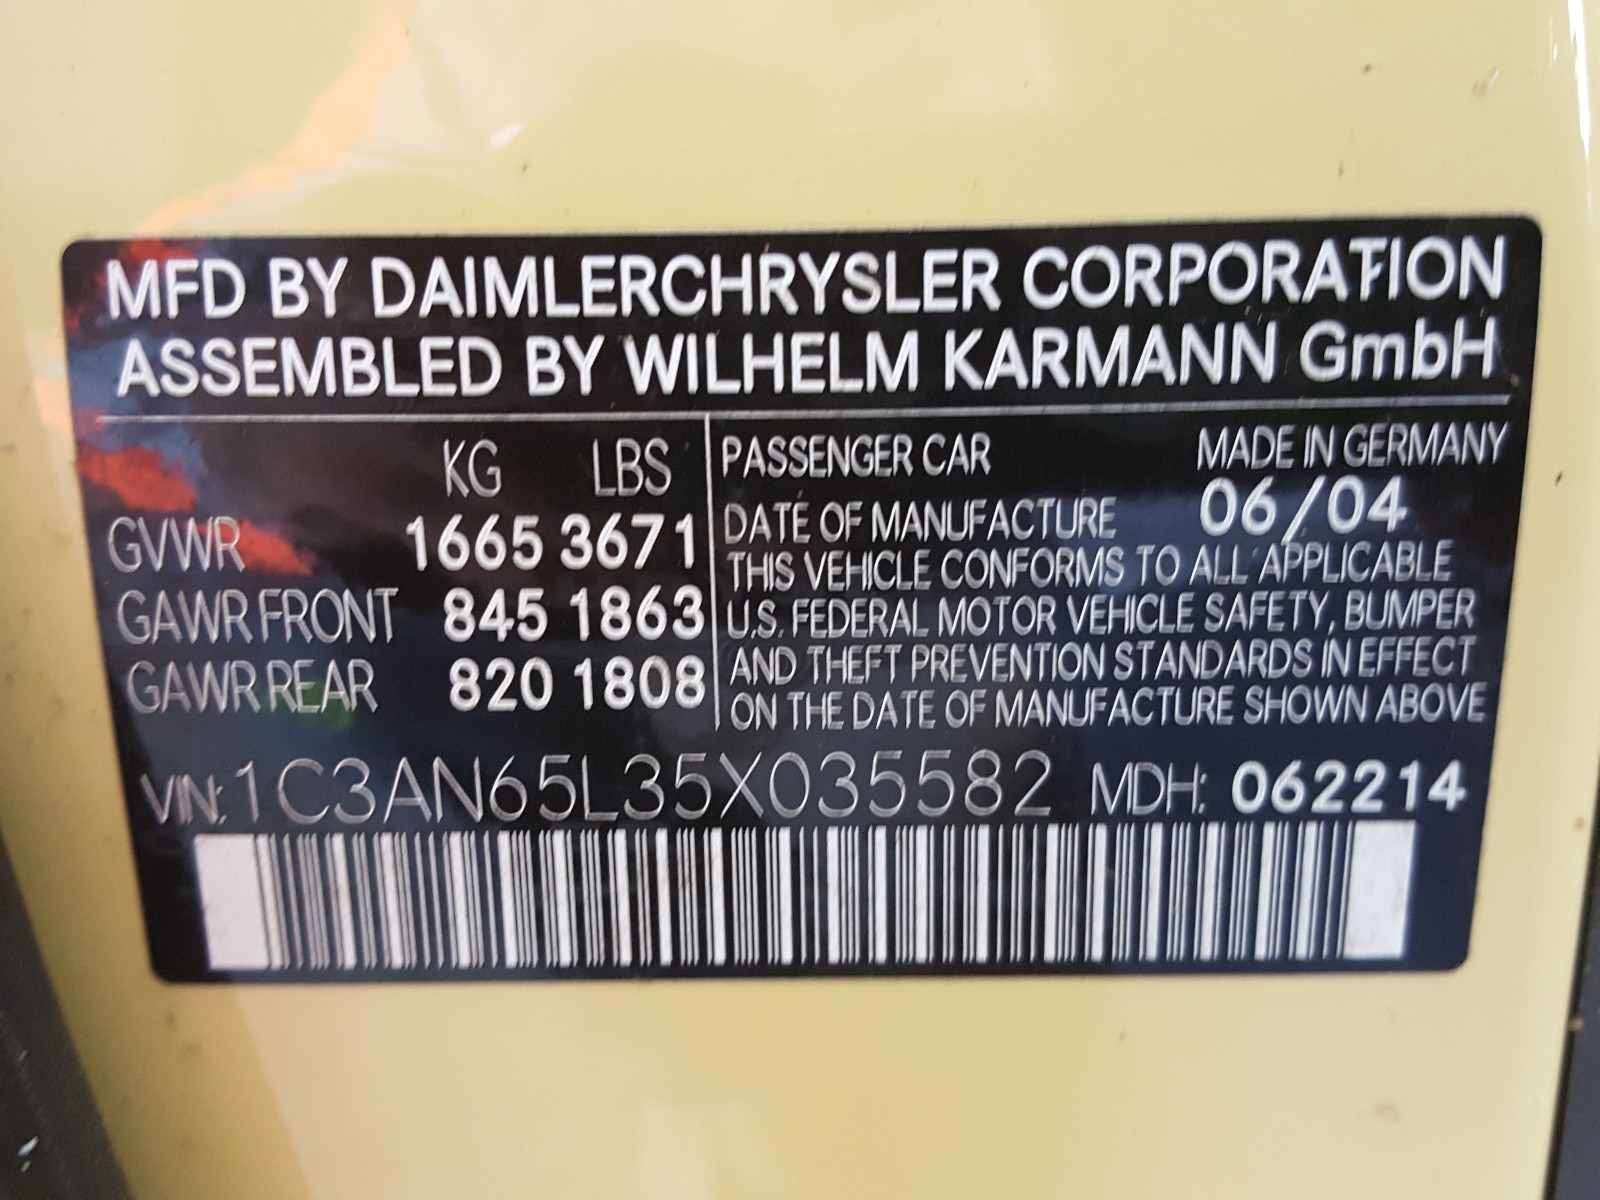 MFD BY DAIMLERCHRYSLER CORPORATION
ASSEMBLED BY WILHELM KARMANN GmbH
KG LBS
GVWR 1665 3671
GAWR FRONT 845 1863
GAWR REAR 820 1808
PASSENGER CAR MADE IN GERMANY
DATE OF MANUFACTURE 06/04
THIS VEHICLE CONFORMS TO ALL APPLICABLE
U.S. FEDERAL MOTOR VEHICLE SAFETY, BUMPER
AND THEFT PREVENTION STANDARDS IN EFFECT
ON THE DATE OF MANUFACTURE SHOWN ABOVE
VIN: 1C3AN65L35X035582 MDH: 062214